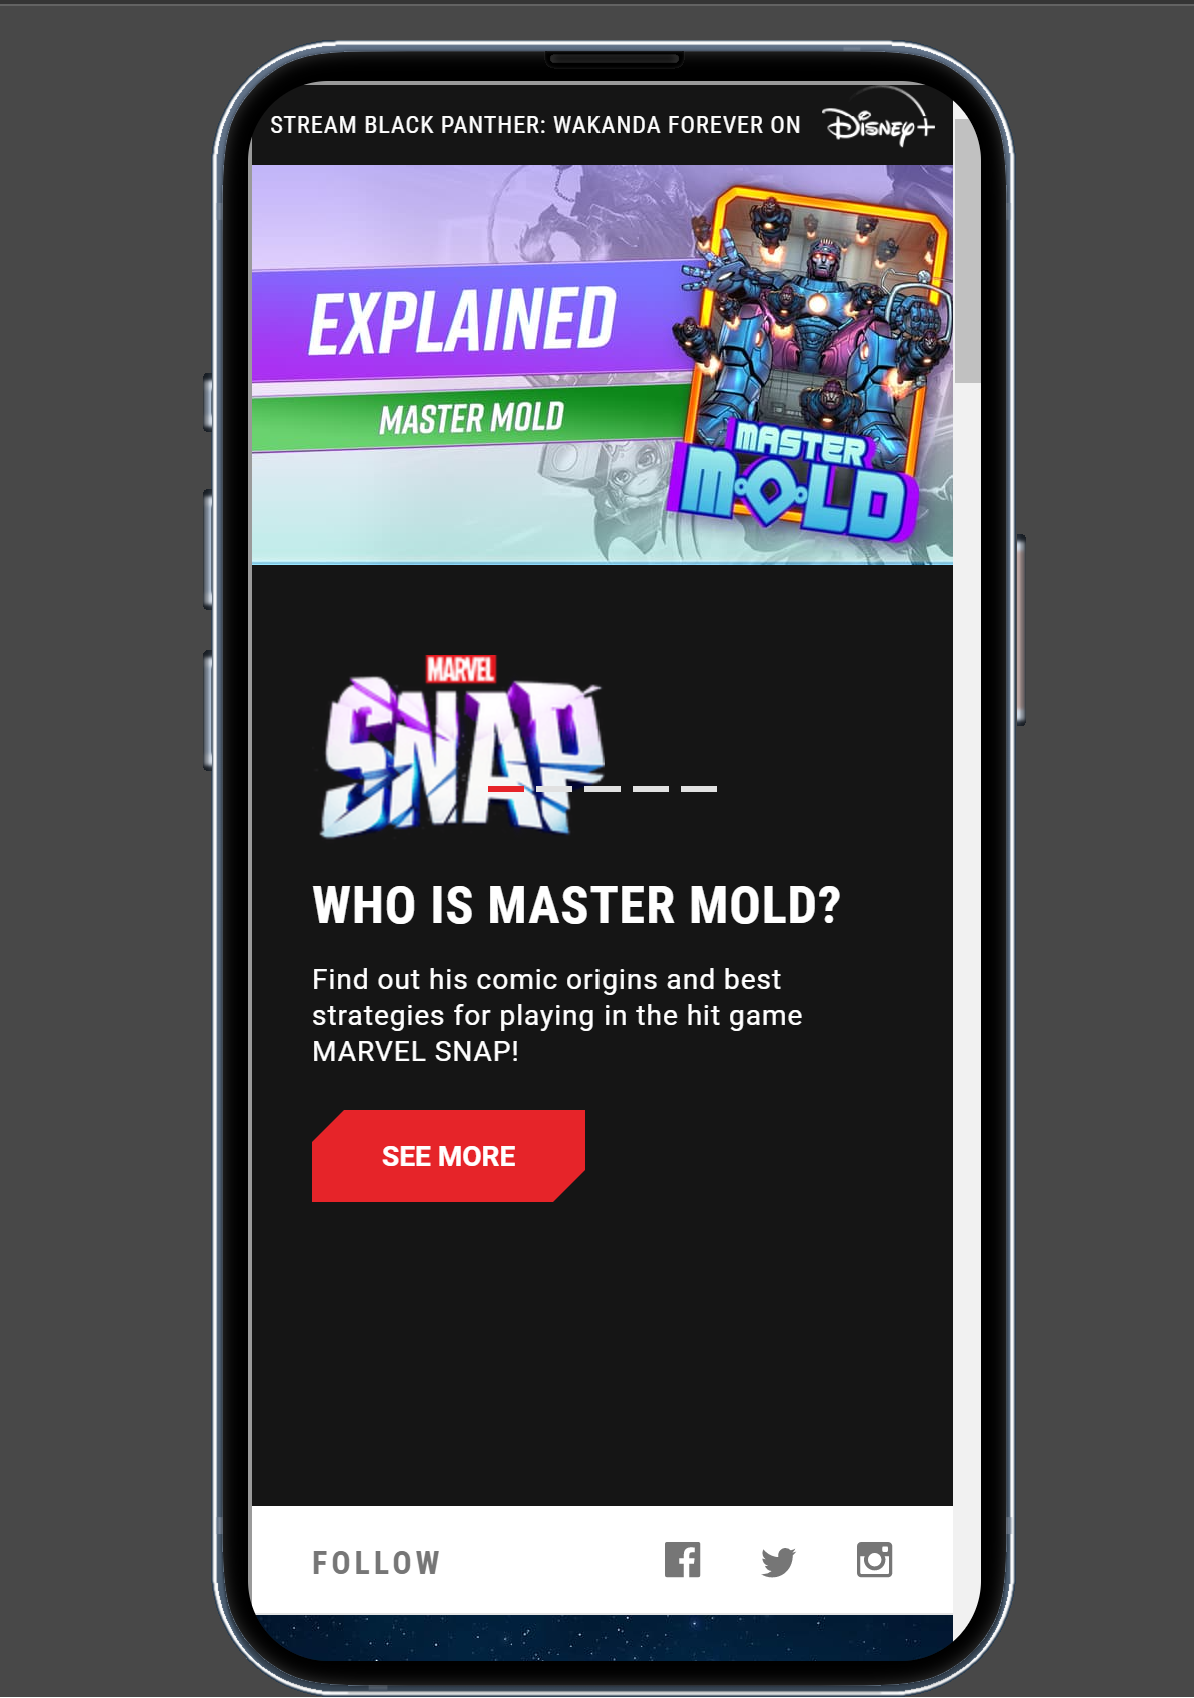 STREAM BLACK PANTHER: WAKANDA FOREVER ON Disney+
EXPLAINED
MASTER MOLD
MASTER
MOLD
MARVEL
SNAP
WHO IS MASTER MOLD?
Find out his comic origins and best
strategies for playing in the hit game
MARVEL SNAP!
SEE MORE
FOLLOW